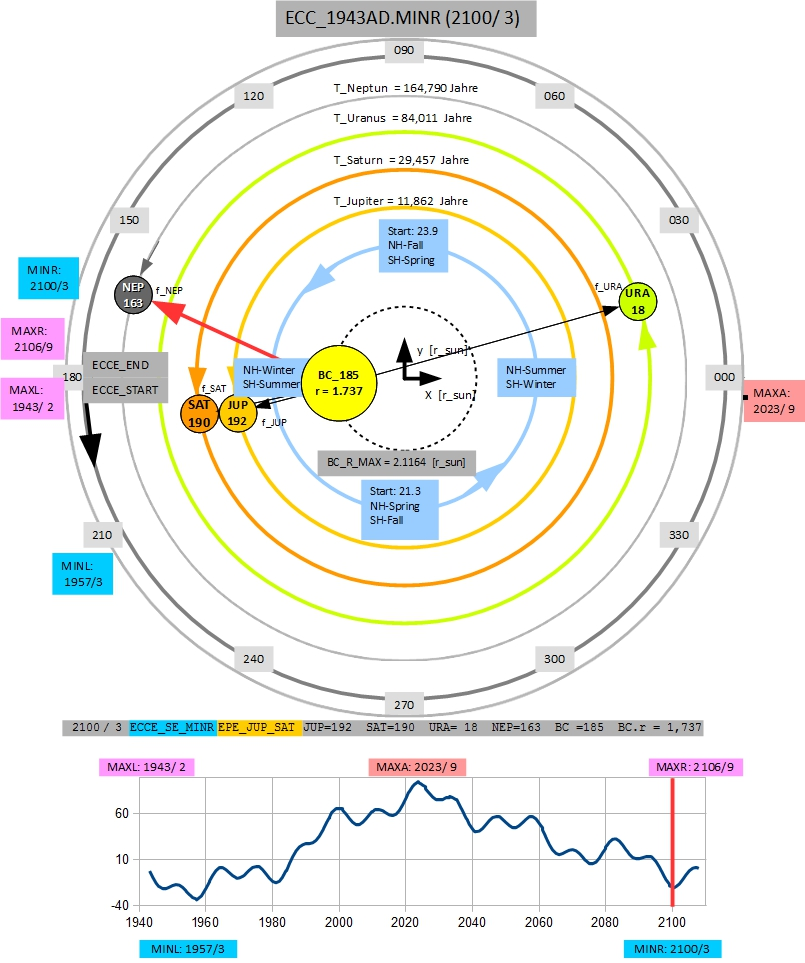 ECC_1943AD.MINR (2100/ 3)
090
120
060
T_Neptun = 164,790 Jahre
T_Uranus = 84,011 Jahre
T_Saturn = 29,457 Jahre
T_Jupiter = 11,862 Jahre
150
030
Start: 23.9
NH-Fall
SH-Spring
MINR:
2100/3
NEP
163
f_NEP
f_URA
URA
18
MAXR:
2106/9
y [r_sun]
ECCE_END
180
ECCE_START
NH-Winter
SH-Summer
BC_185
r = 1.737
X [r_sun]
NH-Summer
SH-Winter
000
MAXL:
1943/ 2
MAXA:
2023/ 9
f_SAT
SAT
190
JUP
192
f_JUP
BC_R_MAX = 2.1164 [r_sun]
Start: 21.3
NH-Spring
SH-Fall
210
330
MINL:
1957/3
240
300
270
2100 / 3 ECCE_SE_MINR EPE_JUP_SAT JUP=192 SAT=190 URA= 18 NEP=163 BC =185 BC.r = 1,737
MAXL: 1943/ 2
MAXA: 2023/ 9
MAXR: 2106/9
60
10
-40
1940 1960 1980 2000 2020 2040 2060 2080 2100
MINL: 1957/3
MINR: 2100/3